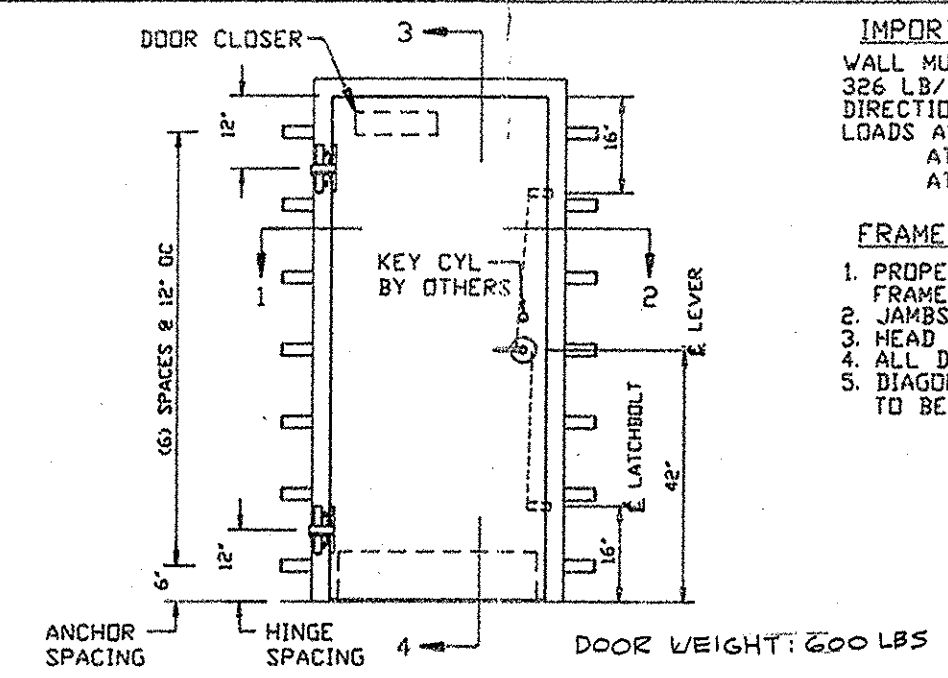 DOOR CLOSER
3
12"
16"
(6) SPACES @ 12" OC
1
KEY CYL
BY OTHERS
2
℄ LEVER
℄ LATCHBOLT
42"
16"
12"
6"
ANCHOR
SPACING
HINGE
SPACING
4
DOOR WEIGHT: 600 LBS
IMPOR
WALL MU
326 LB/
DIRECTIO
LOADS A
AT
AT
FRAME
1. PROPE
FRAME
2. JAMBS
3. HEAD
4. ALL D
5. DIAGO
TO BE